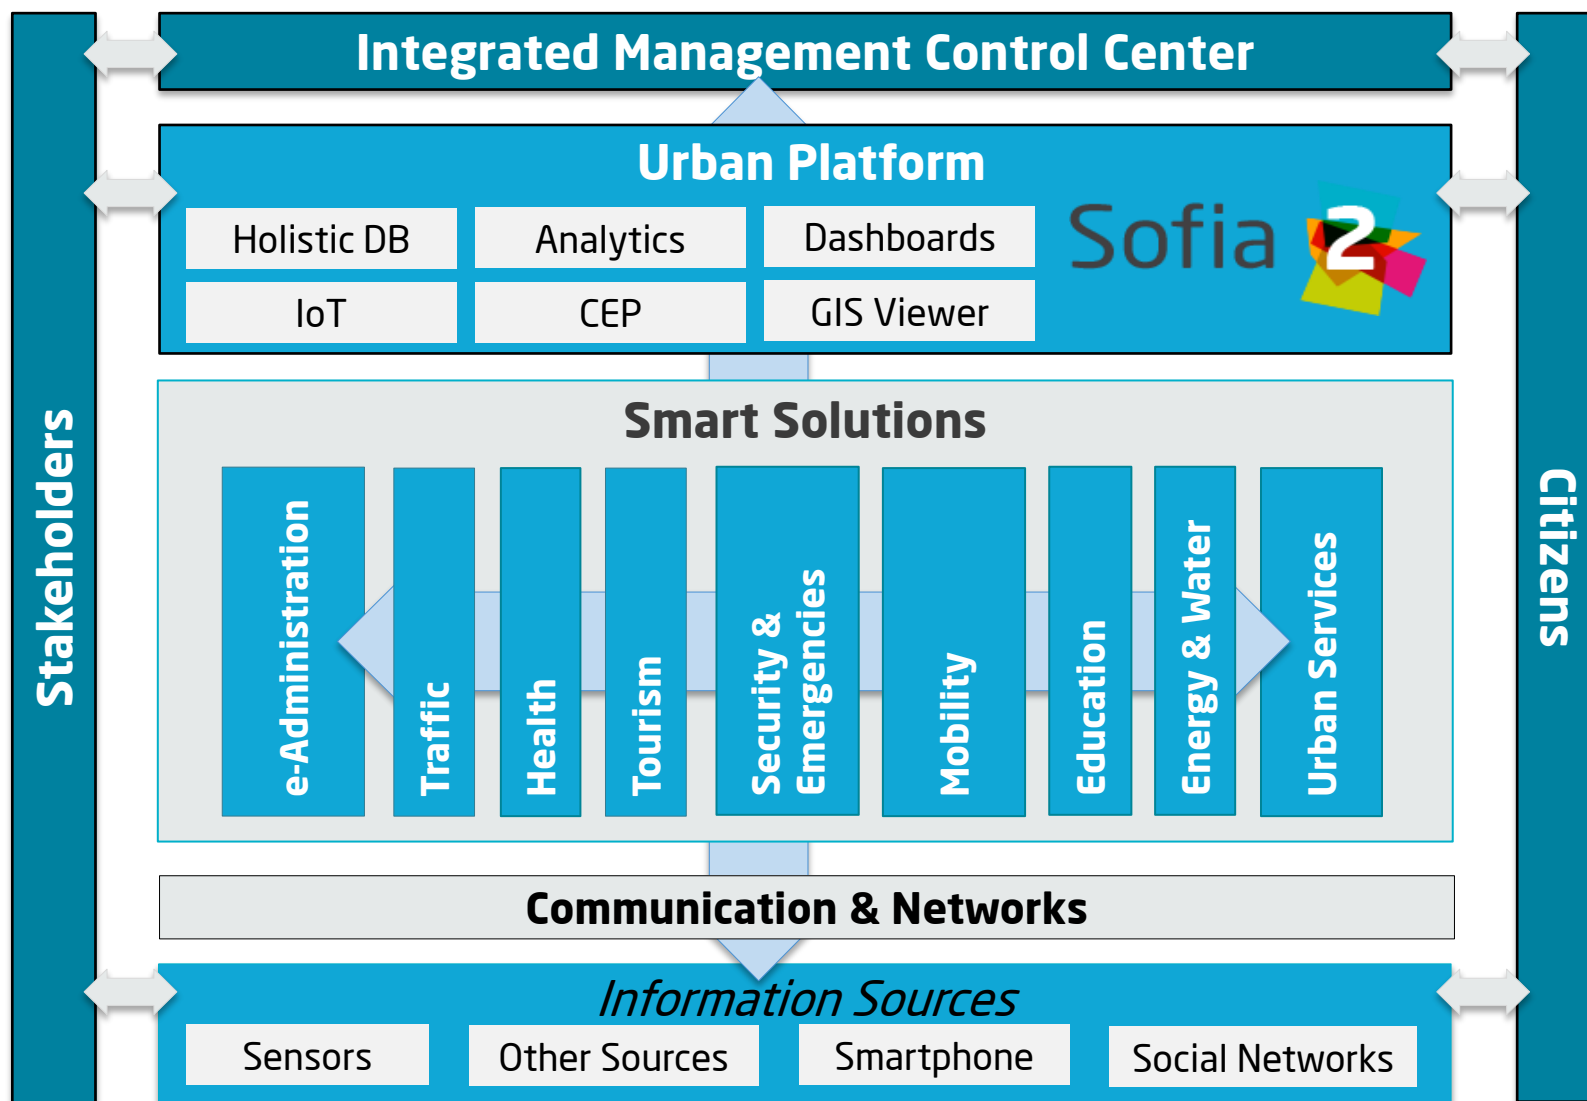 Integrated Management Control Center
Stakeholders
Citizens
Urban Platform
Holistic DB
Analytics
Dashboards
IoT
CEP
GIS Viewer
Sofia 2
Smart Solutions
e-Administration
Traffic
Health
Tourism
Security &
Emergencies
Mobility
Education
Energy & Water
Urban Services
Communication & Networks
Information Sources
Sensors
Other Sources
Smartphone
Social Networks